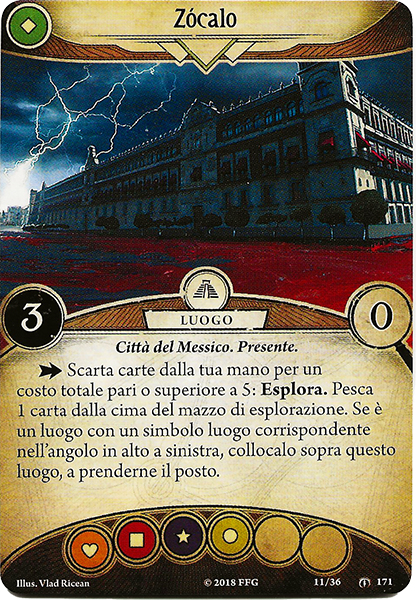 Zócalo
3
LUOGO
0
Città del Messico. Presente.
Scarta carte dalla tua mano per un
costo totale pari o superiore a 5: Esplora. Pesca
1 carta dalla cima del mazzo di esplorazione. Se è
un luogo con un simbolo luogo corrispondente
nell'angolo in alto a sinistra, collocalo sopra questo
luogo, a prenderne il posto.
Illus. Vlad Ricean © 2018 FFG 11/36 171